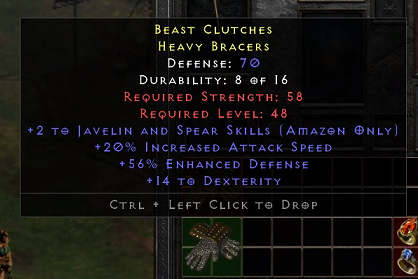 Beast Clutches
Heavy Bracers
Defense: 70
Durability: 8 of 16
Required Strength: 58
Required Level: 48
+2 to Javelin and Spear Skills (Amazon Only)
+20% Increased Attack Speed
+56% Enhanced Defense
+14 to Dexterity
Ctrl + Left Click to Drop